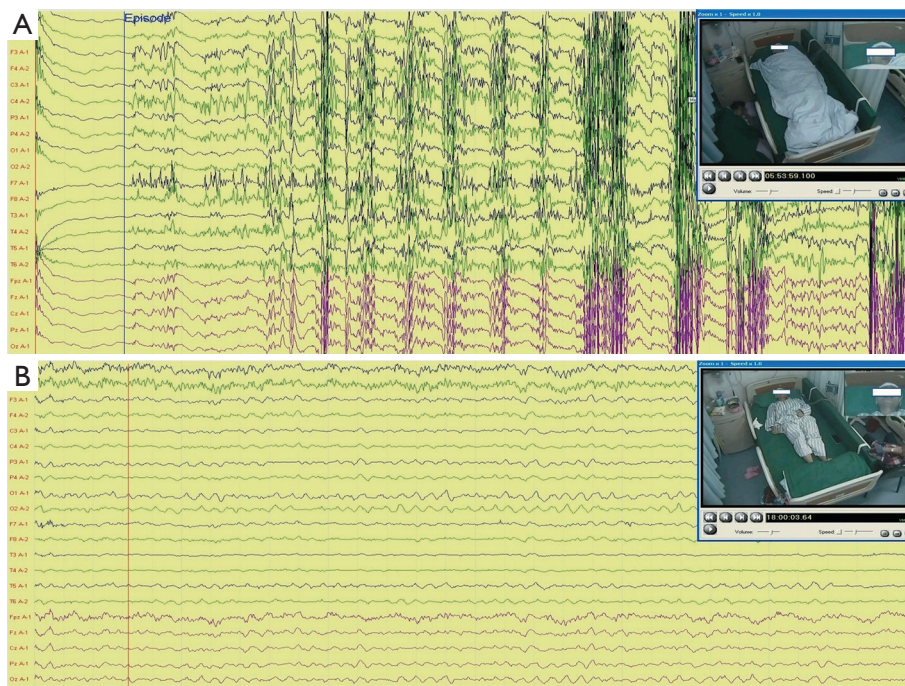 A
Episode
Zoom x 1 - Speed x 1.0
F3 A-1
F4 A-2
C3 A-1
C4 A-2
P3 A-1
P4 A-2
O1 A-1
O2 A-2
F7 A-1
F8 A-2
T3 A-1
T4 A-2
T5 A-1
T6 A-2
Fpz A-1
Fz A-1
Cz A-1
Pz A-1
Oz A-1
05:53:59.100
Volume:
Speed
B
Zoom x 1 - Speed x 1.0
F3 A-1
F4 A-2
C3 A-1
C4 A-2
P3 A-1
P4 A-2
O1 A-1
O2 A-2
F7 A-1
F8 A-2
T3 A-1
T4 A-2
T5 A-1
T6 A-2
Fpz A-1
Fz A-1
Cz A-1
Pz A-1
Oz A-1
18:00:03.64
Volume:
Speed